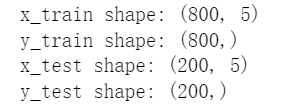 x_train shape: (800, 5)
y_train shape: (800,)
x_test shape: (200, 5)
y_test shape: (200,)